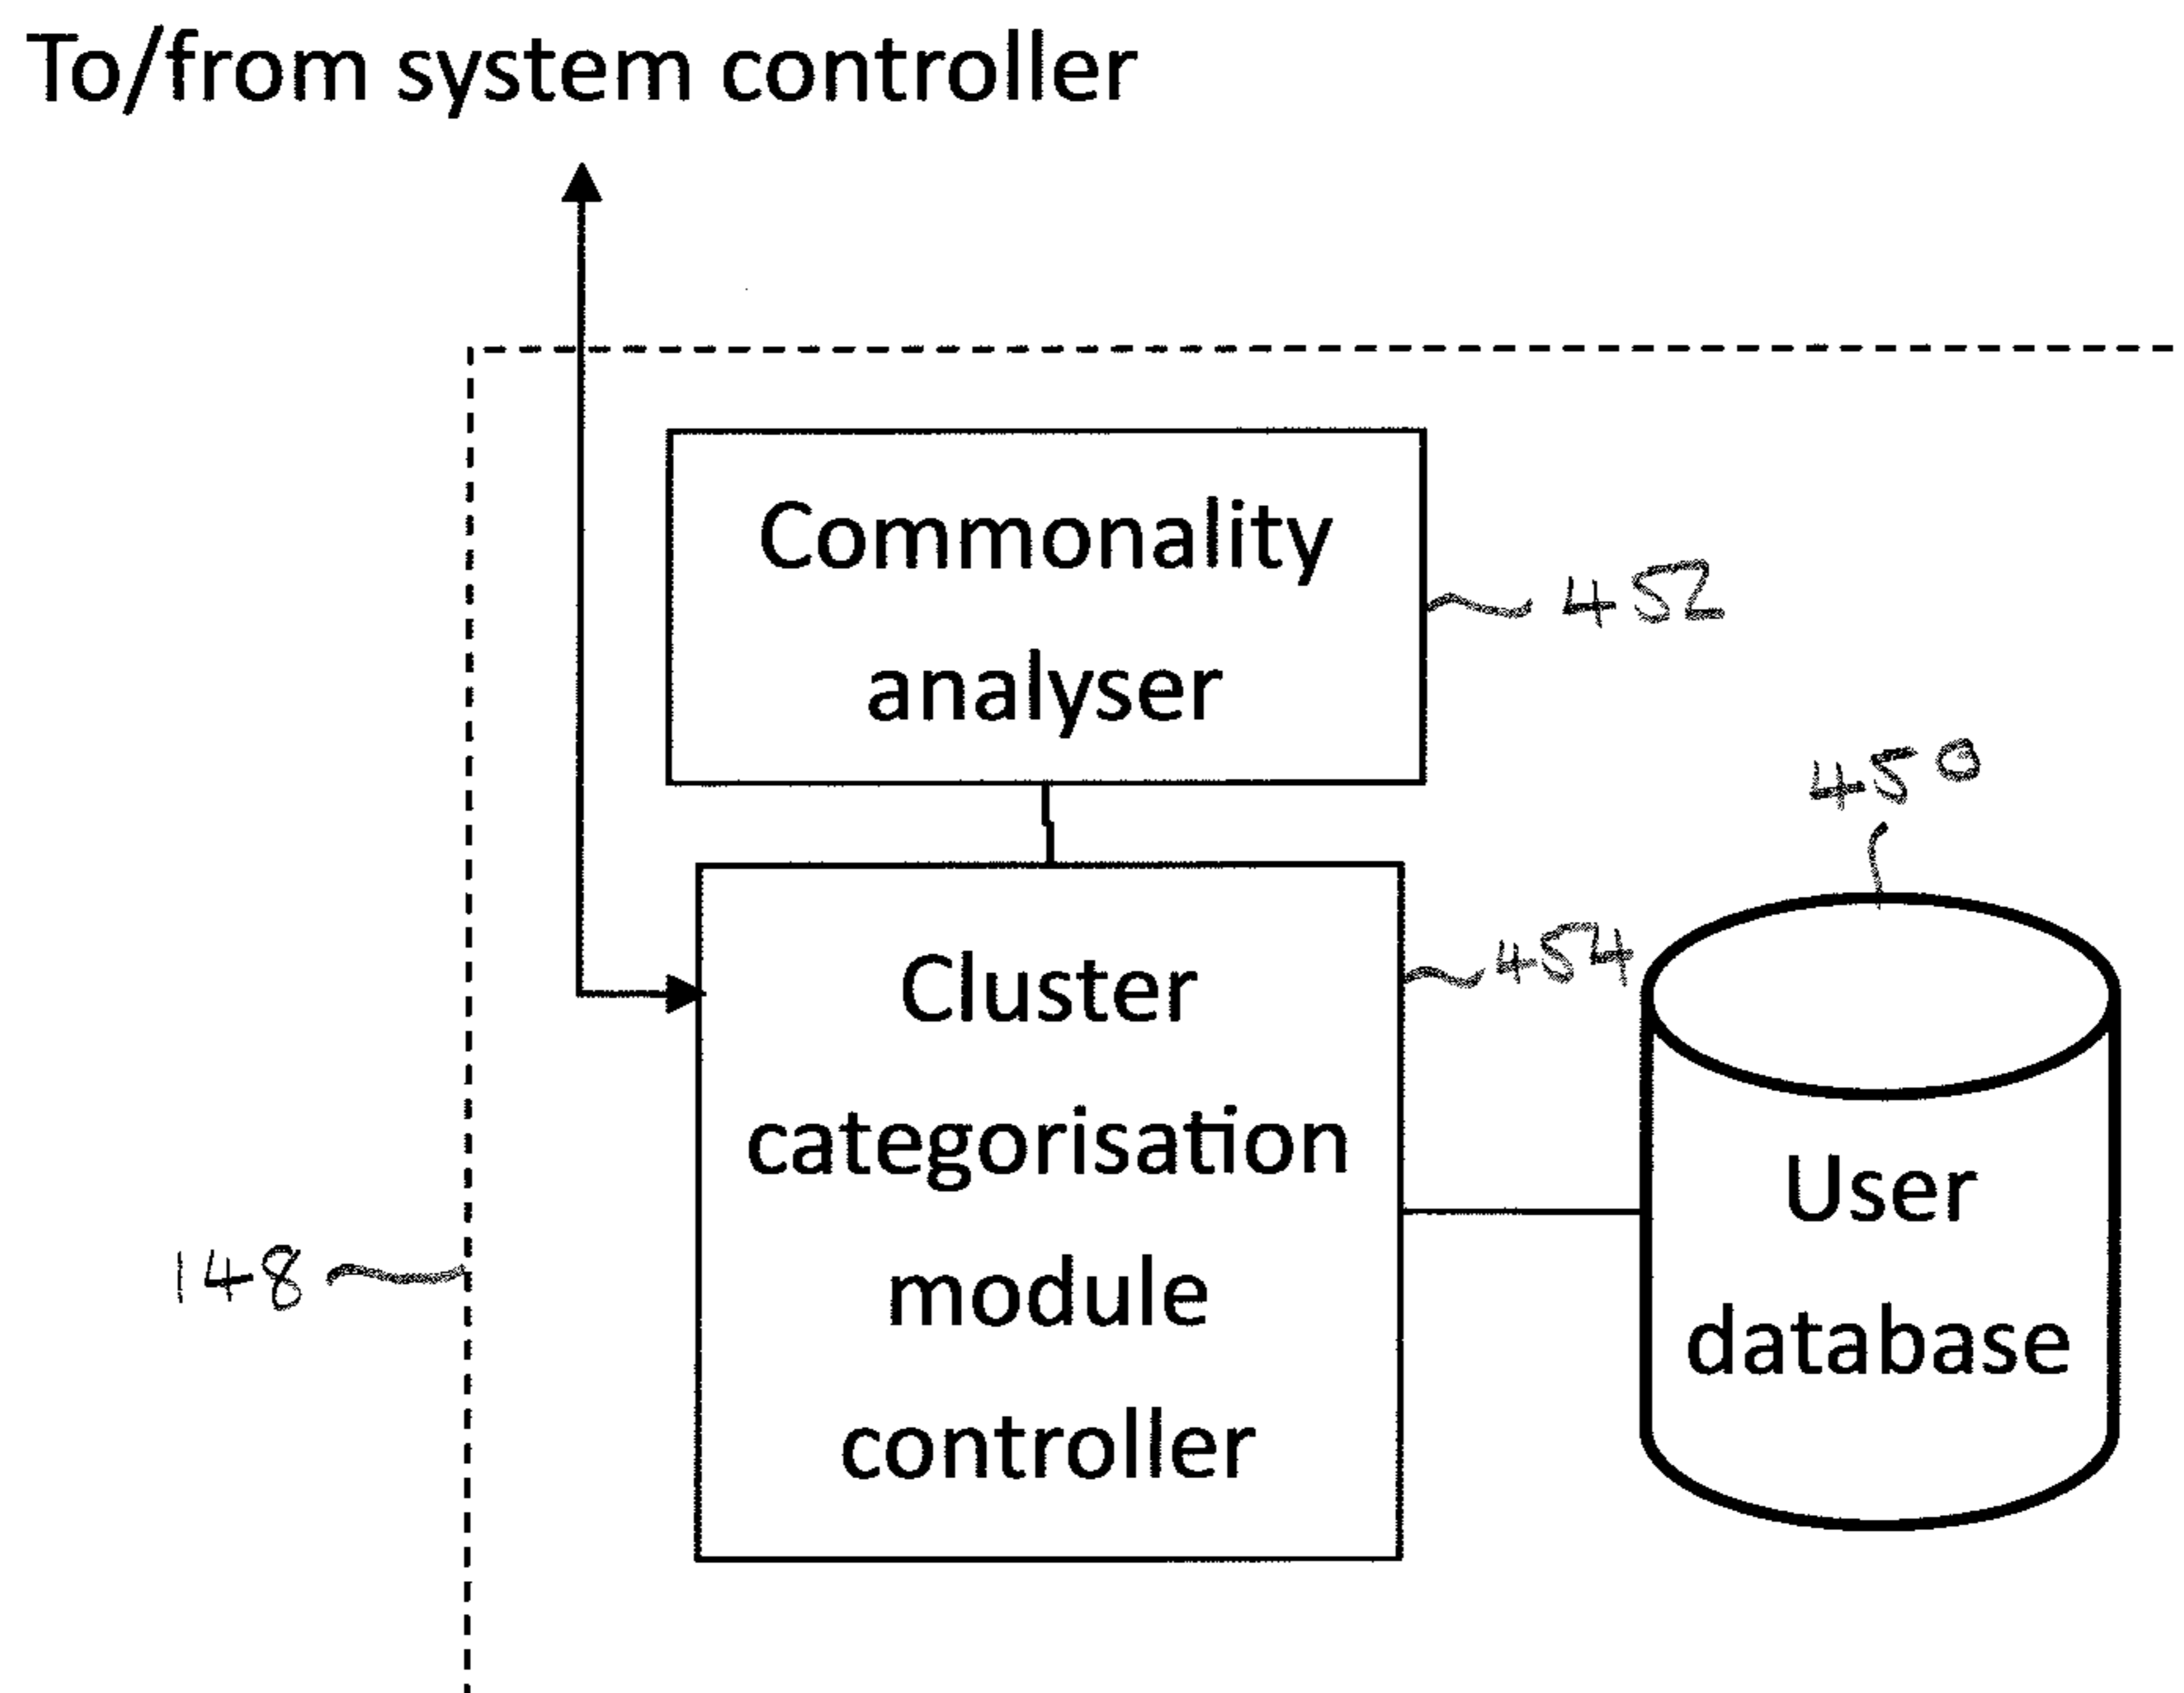 To/from system controller
Commonality
analyser
452
450
Cluster
categorisation
module
controller
454
User
database
148